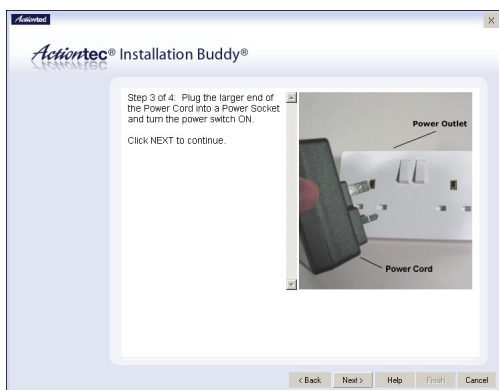 Actiontec
X
Actiontec® Installation Buddy®
Step 3 of 4: Plug the larger end of
the Power Cord into a Power Socket
and turn the power switch ON.
Click NEXT to continue.
Power Outlet
Power Cord
< Back Next > Help Finish Cancel